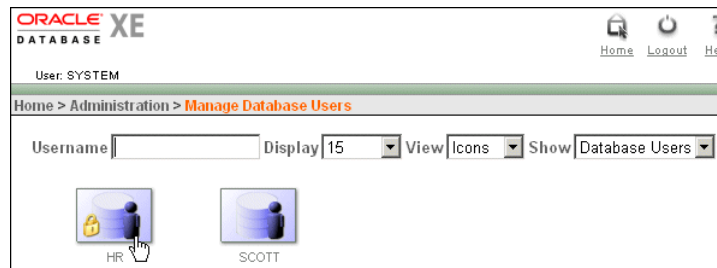 ORACLE XE
DATABASE
Home Logout
User: SYSTEM
Home > Administration > Manage Database Users
Username Display 15 View Icons Show Database Users
HR SCOTT